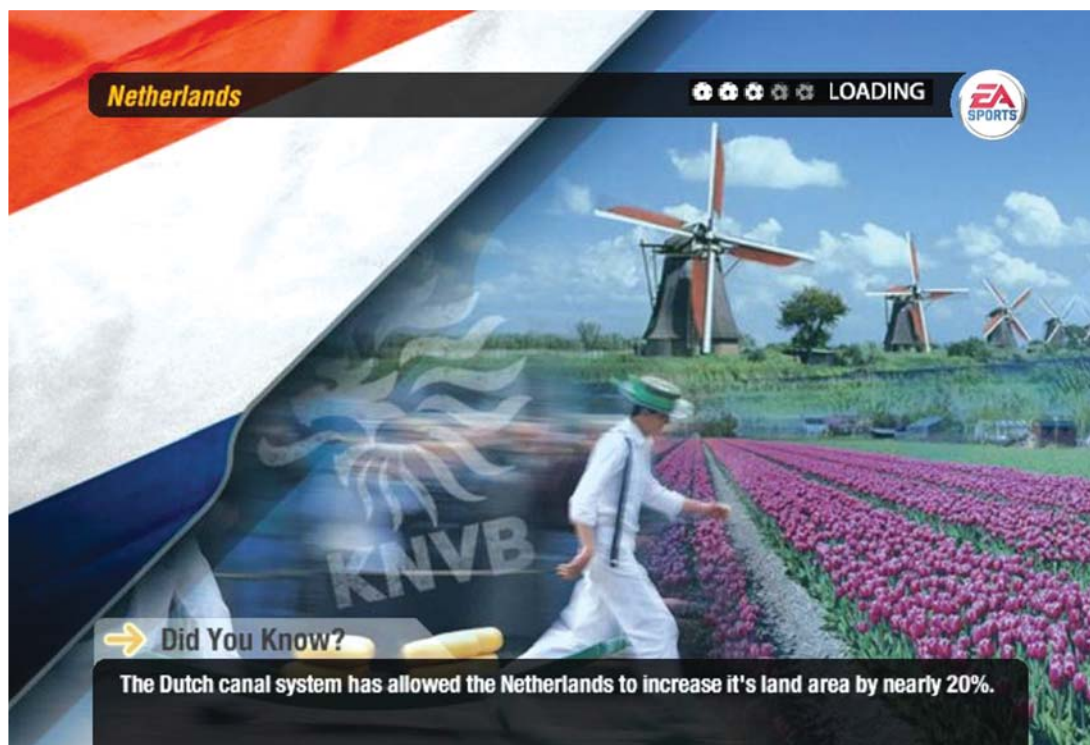 Netherlands
LOADING
EA
SPORTS
KNVB
Did You Know?
The Dutch canal system has allowed the Netherlands to increase it's land area by nearly 20%.